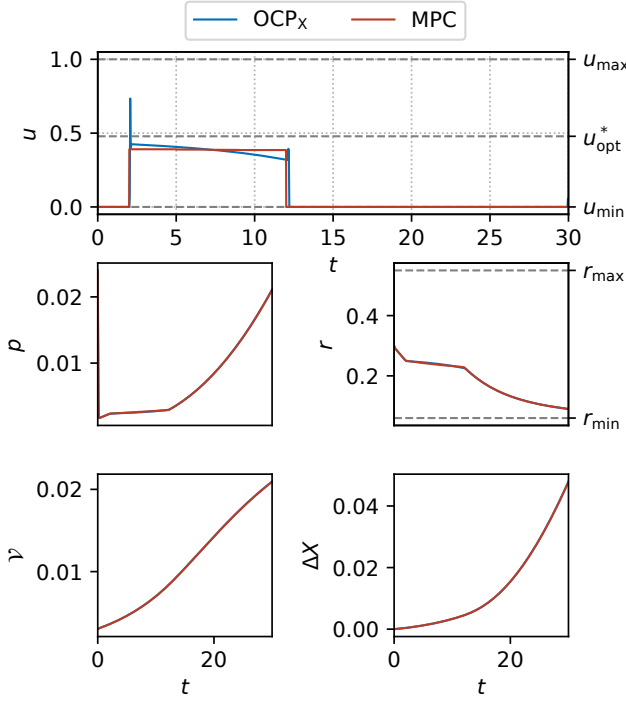 OCP_X MPC
1.0 u_max
u 0.5 u*_opt
0.0 u_min
0 5 10 15 20 25 30
t
0.02 r_max
0.4
p r
0.01 0.2
r_min
0.02 0.04
𝒱 ΔX
0.01 0.02
0.00
0 20 0 20
t t